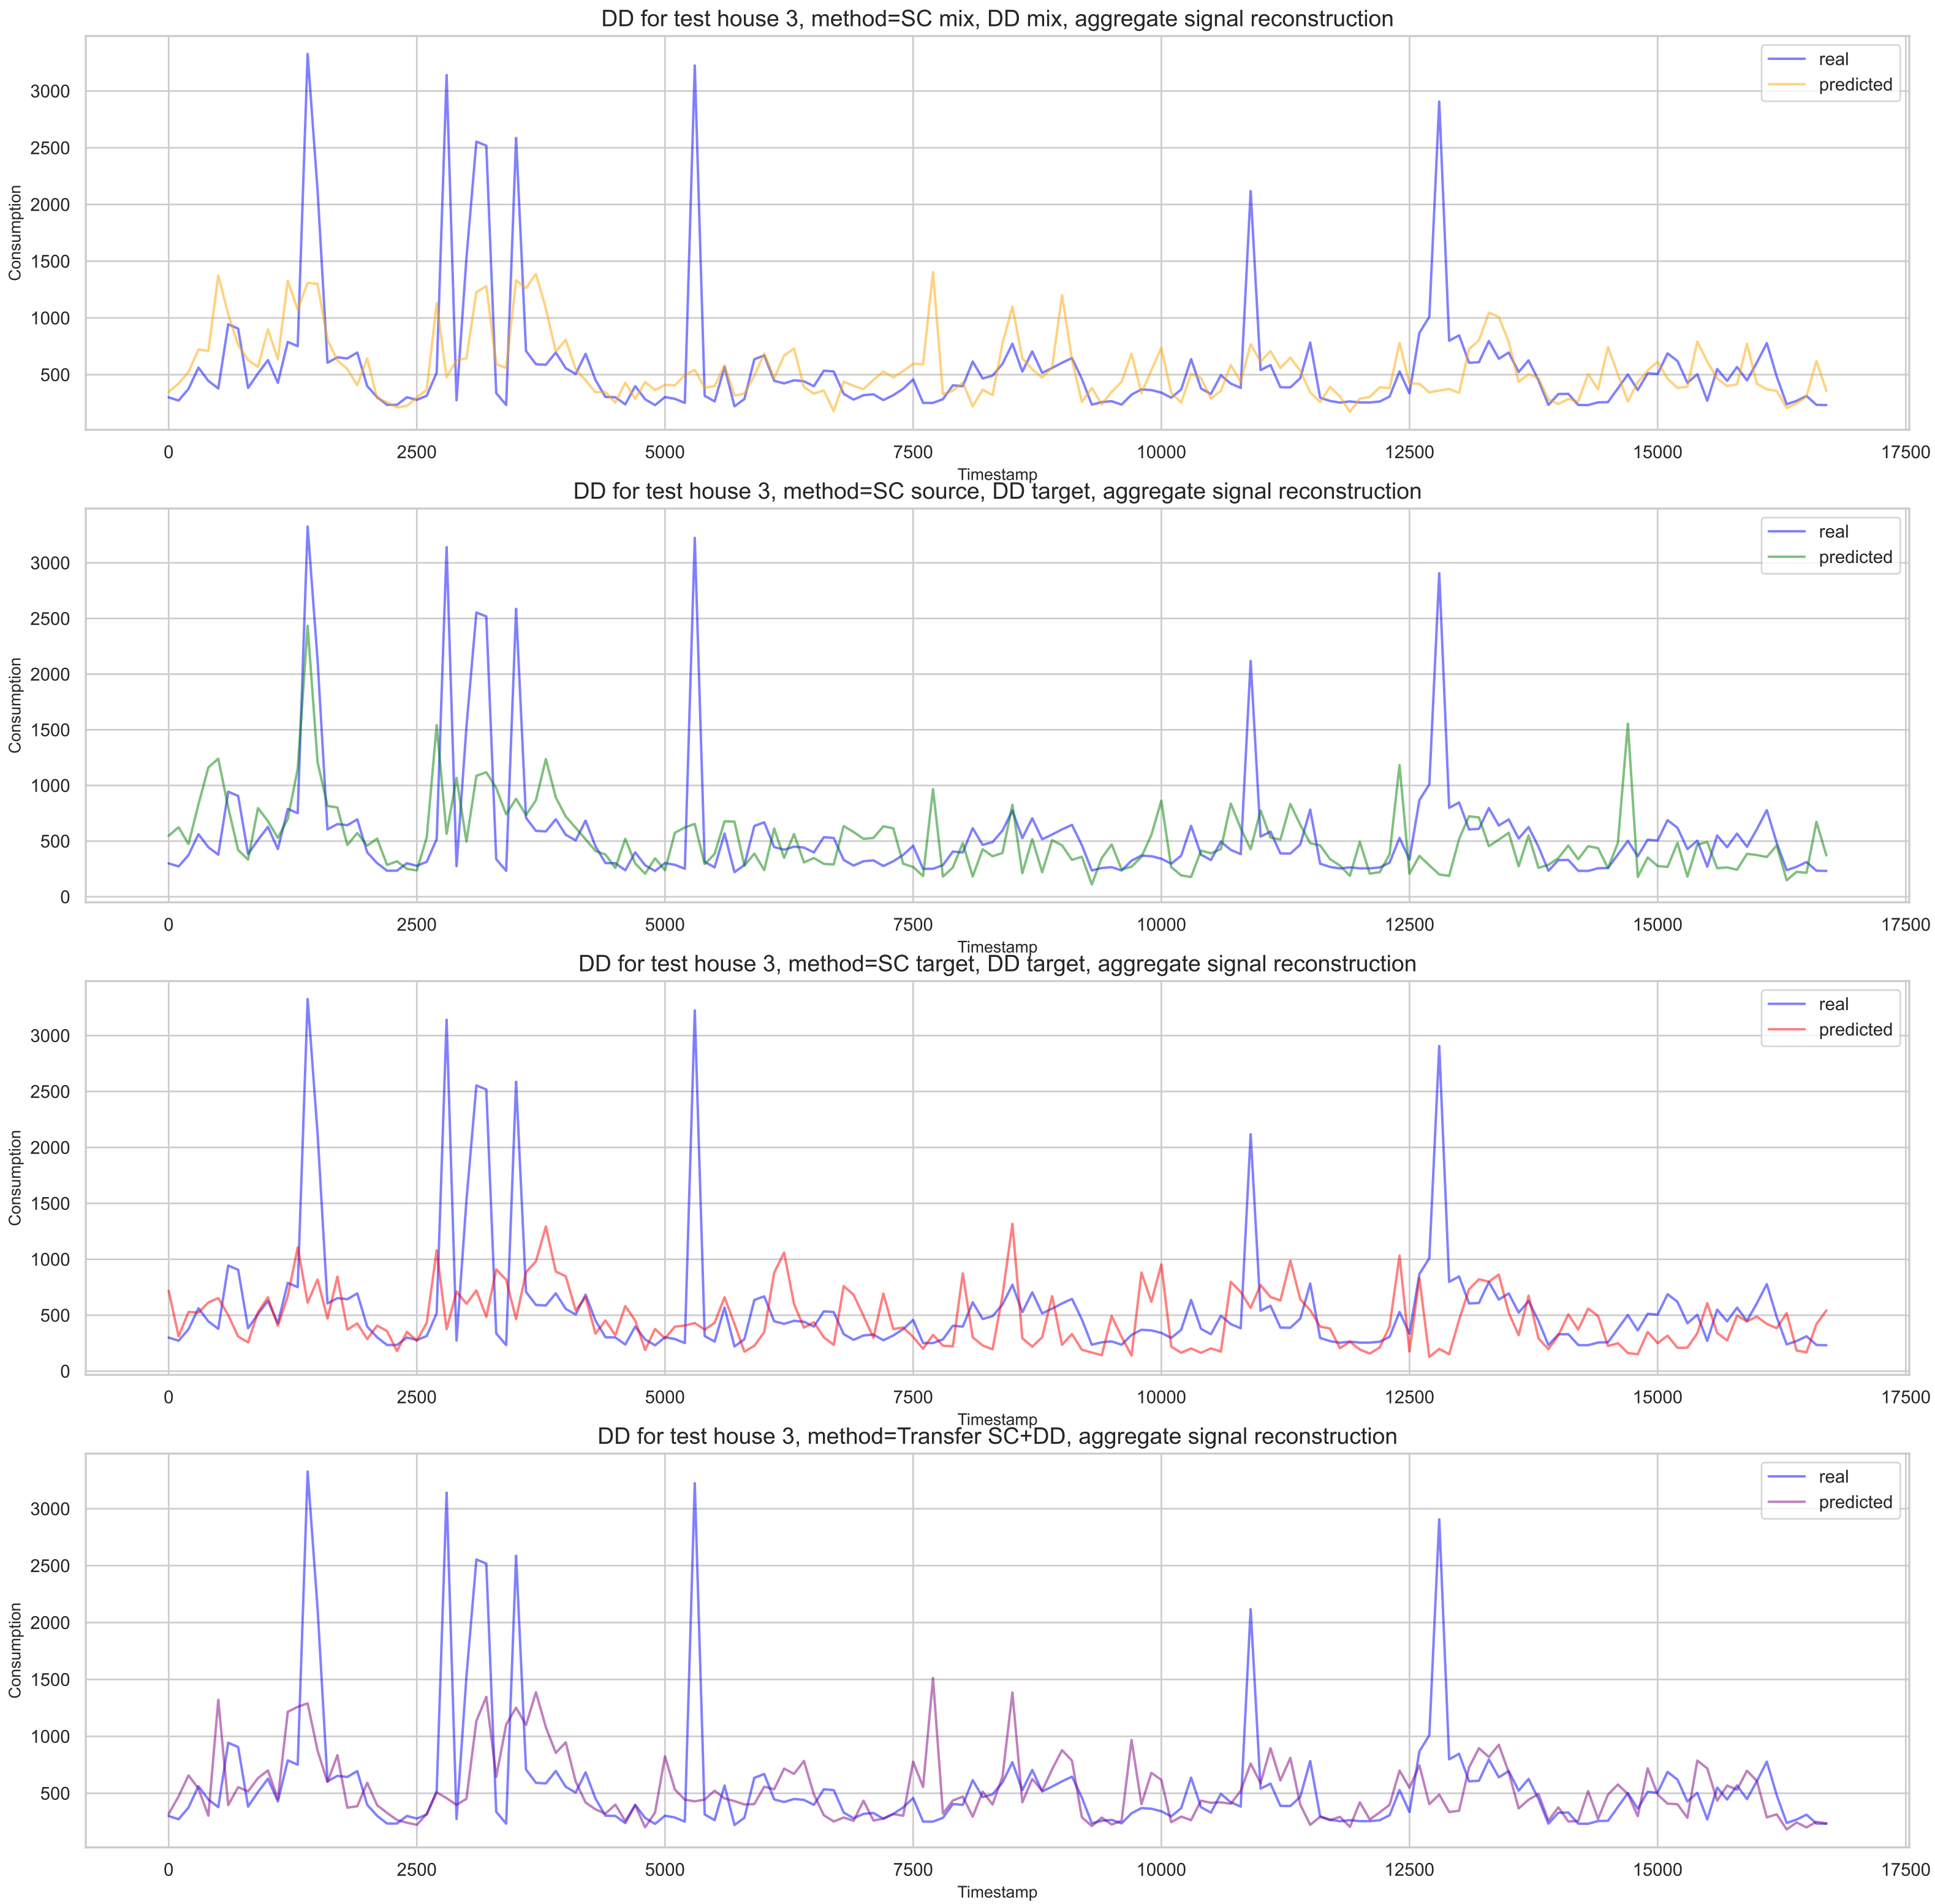 DD for test house 3, method=SC mix, DD mix, aggregate signal reconstruction
real
predicted
Consumption
3000
2500
2000
1500
1000
500
0 2500 5000 7500 10000 12500 15000 17500
Timestamp
DD for test house 3, method=SC source, DD target, aggregate signal reconstruction
real
predicted
Consumption
3000
2500
2000
1500
1000
500
0
0 2500 5000 7500 10000 12500 15000 17500
Timestamp
DD for test house 3, method=SC target, DD target, aggregate signal reconstruction
real
predicted
Consumption
3000
2500
2000
1500
1000
500
0
0 2500 5000 7500 10000 12500 15000 17500
Timestamp
DD for test house 3, method=Transfer SC+DD, aggregate signal reconstruction
real
predicted
Consumption
3000
2500
2000
1500
1000
500
0 2500 5000 7500 10000 12500 15000 17500
Timestamp